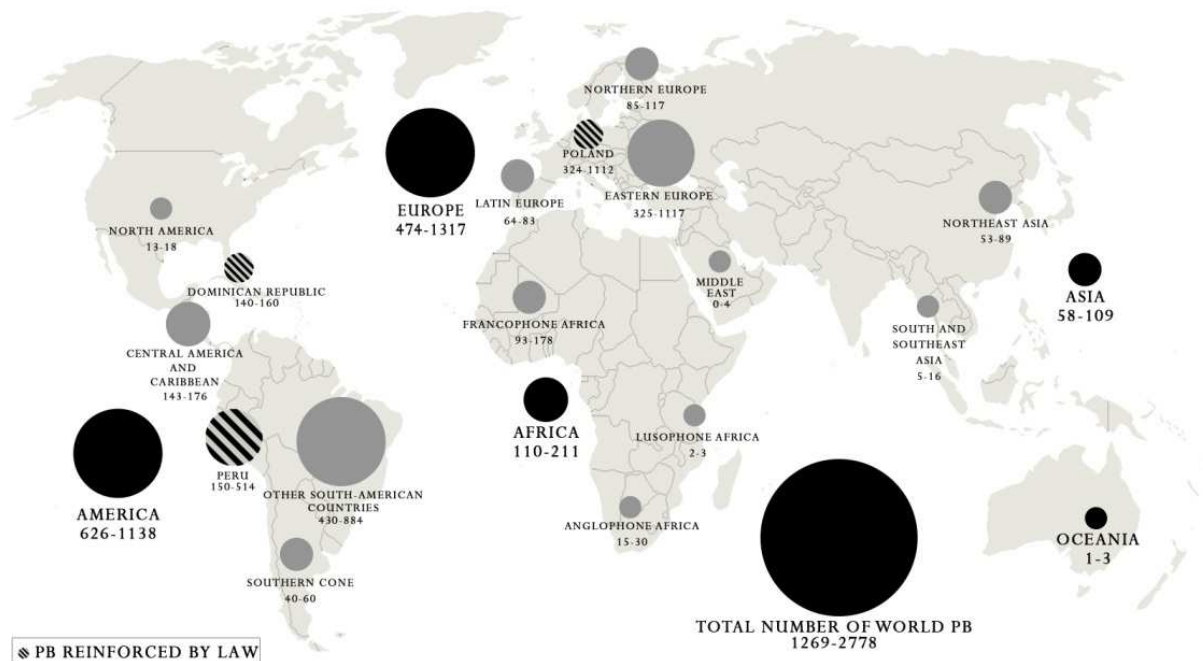 NORTHERN EUROPE
85-117
POLAND
324-1112
EASTERN EUROPE
325-1117
LATIN EUROPE
64-83
EUROPE
474-1317
NORTH AMERICA
13-18
DOMINICAN REPUBLIC
140-160
CENTRAL AMERICA
AND
CARIBBEAN
143-176
NORTHEAST ASIA
53-89
MIDDLE
EAST
0-4
ASIA
58-109
SOUTH AND
SOUTHEAST
ASIA
5-16
FRANCOPHONE AFRICA
93-178
AFRICA
110-211
LUSOPHONE AFRICA
2-3
ANGLOPHONE AFRICA
15-30
PERU
150-514
OTHER SOUTH-AMERICAN
COUNTRIES
430-884
AMERICA
626-1138
SOUTHERN CONE
40-60
OCEANIA
1-3
TOTAL NUMBER OF WORLD PB
1269-2778
PB REINFORCED BY LAW